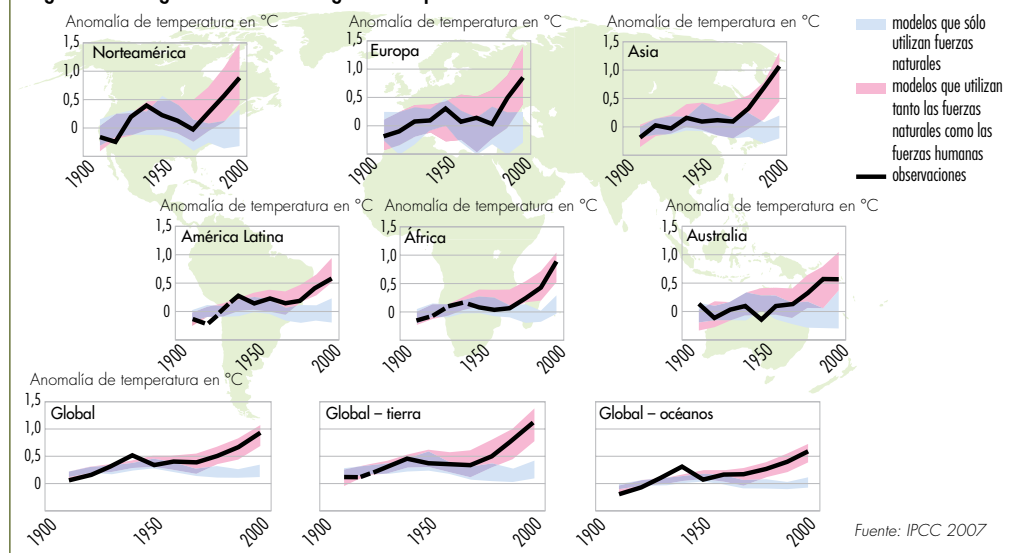 Anomalía de temperatura en °C
Anomalía de temperatura en °C
Anomalía de temperatura en °C
1,5
1,0
0,5
0
Norteamérica
1900
1950
2000
1,5
1,0
0,5
0
Europa
1900
1950
2000
1,5
1,0
0,5
0
Asia
1900
1950
2000
modelos que sólo
utilizan fuerzas
naturales
modelos que utilizan
tanto las fuerzas
naturales como las
fuerzas humanas
observaciones
Anomalía de temperatura en °C
Anomalía de temperatura en °C
Anomalía de temperatura en °C
1,5
1,0
0,5
0
América Latina
1900
1950
2000
1,5
1,0
0,5
0
África
1900
1950
2000
1,5
1,0
0,5
0
Australia
1900
1950
2000
Anomalía de temperatura en °C
1,5
1,0
0,5
0
Global
1900
1950
2000
Global – tierra
1900
1950
2000
Global – océanos
1900
1950
2000
Fuente: IPCC 2007